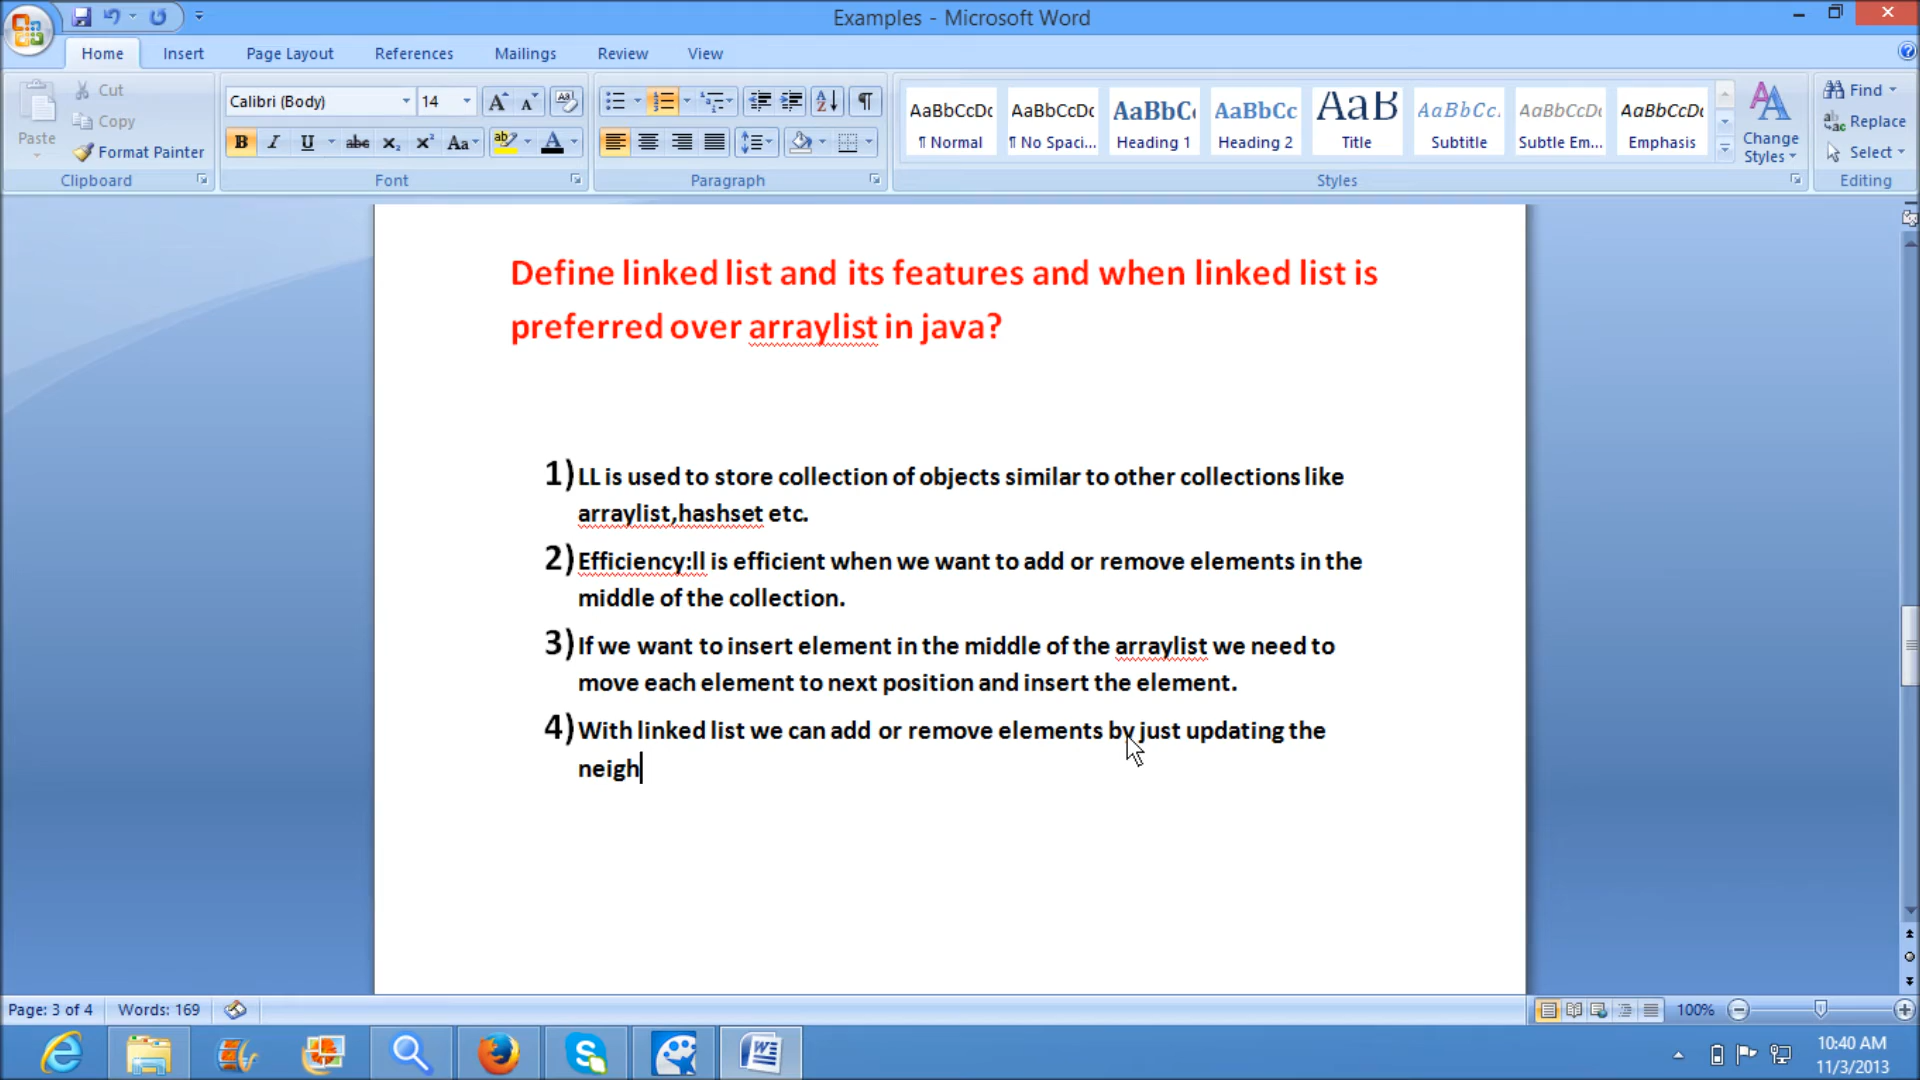 Examples - Microsoft Word
Home Insert Page Layout References Mailings Review View
Paste
Cut
Copy
Format Painter
Clipboard
Calibri (Body) 14
Font
Paragraph
AaBbCcDc AaBbCcDc AaBbC AaBbCc AaB AaBbCc. AaBbCcDc AaBbCcDc
¶ Normal ¶ No Spaci... Heading 1 Heading 2 Title Subtitle Subtle Em... Emphasis
Change Styles
Styles
Find
Replace
Select
Editing
Define linked list and its features and when linked list is
preferred over arraylist in java?
1) LL is used to store collection of objects similar to other collections like
arraylist,hashset etc.
2) Efficiency:ll is efficient when we want to add or remove elements in the
middle of the collection.
3) If we want to insert element in the middle of the arraylist we need to
move each element to next position and insert the element.
4) With linked list we can add or remove elements by just updating the
neigh
Page: 3 of 4 Words: 169 100%
10:40 AM
11/3/2013